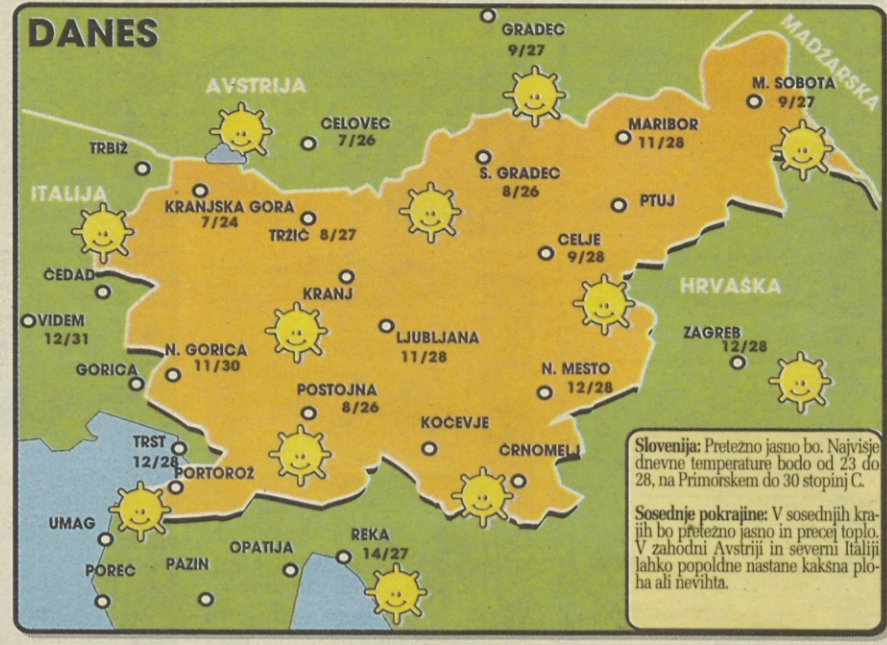 DANES
GRADEC
9/27
MADŽARSKA
AVSTRIJA
M. SOBOTA
9/27
CELOVEC
7/26
MARIBOR
11/28
TRBIŽ
S. GRADEC
8/26
ITALIJA
KRANJSKA GORA
7/24
PTUJ
TRŽIČ 8/27
CELJE
9/28
ČEDAD
KRANJ
HRVAŠKA
VIDEM
12/31
LJUBLJANA
11/28
ZAGREB
12/28
N. GORICA
11/30
GORICA
N. MESTO
12/28
POSTOJNA
8/26
KOČEVJE
TRST
12/28
ČRNOMELJ
PORTOROŽ
UMAG
REKA
14/27
OPATIJA
PAZIN
POREČ
Slovenija: Pretežno jasno bo. Najvišje
dnevne temperature bodo od 23 do
28, na Primorskem do 30 stopinj C.
Sosednje pokrajine: V sosednjih kra-
jih bo pretežno jasno in precej toplo.
V zahodni Avstriji in severni Italiji
lahko popoldne nastane kakšna plo-
ha ali nevihta.